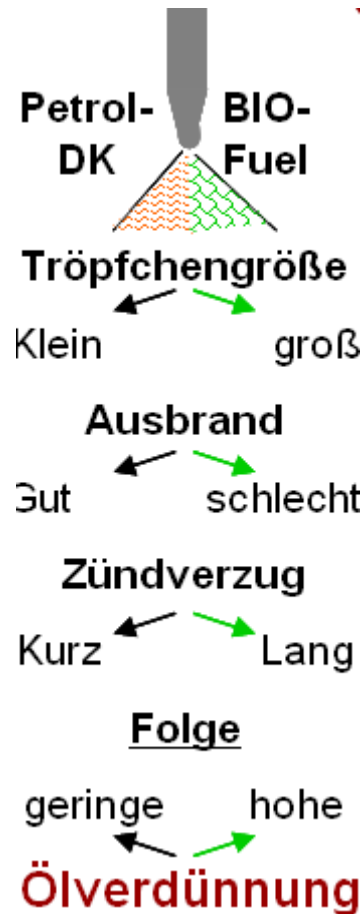 Petrol- BIO-
DK Fuel
Tröpfchengröße
Klein groß
Ausbrand
Gut schlecht
Zündverzug
Kurz Lang
Folge
geringe hohe
Ölverdünnung